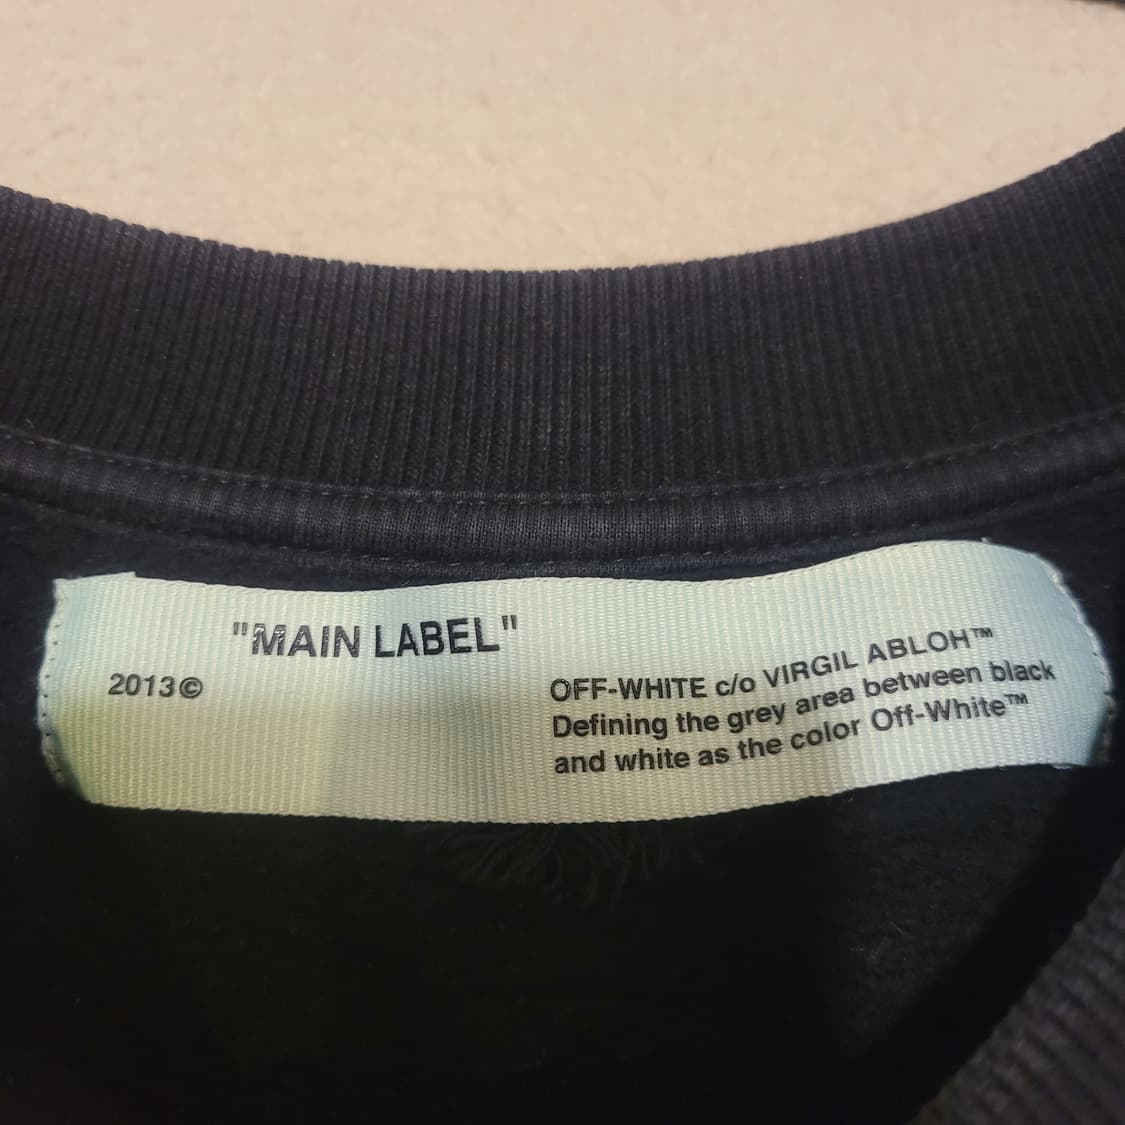 "MAIN LABEL"
2013©
OFF-WHITE c/o VIRGIL ABLOH™
Defining the grey area between black
and white as the color Off-White™